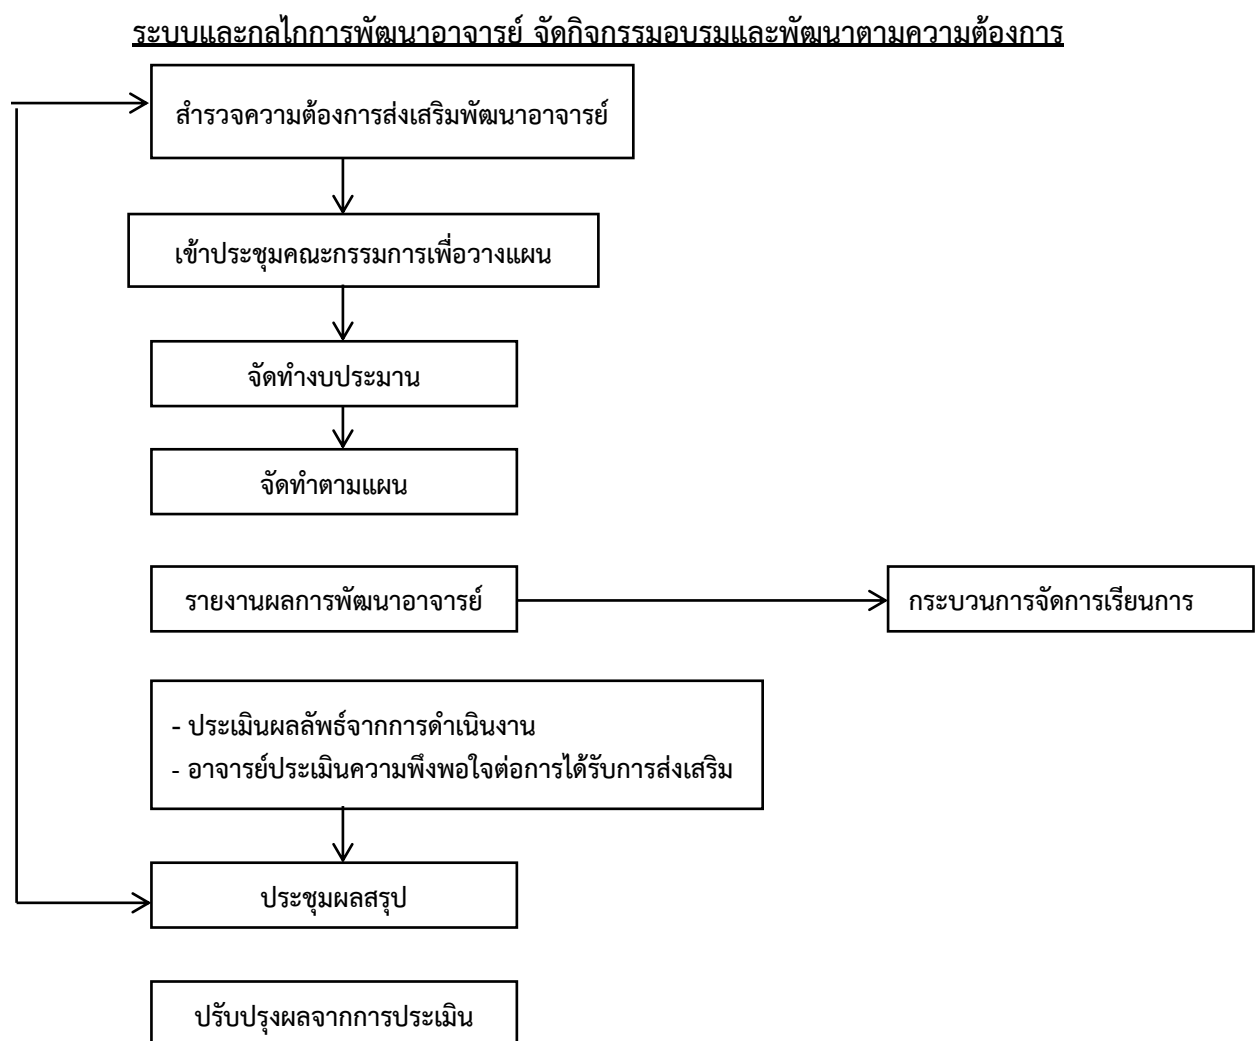 ระบบและกลไกการพัฒนาอาจารย์ จัดกิจกรรมอบรมและพัฒนาตามความต้องการ
สำรวจความต้องการส่งเสริมพัฒนาอาจารย์
เข้าประชุมคณะกรรมการเพื่อวางแผน
จัดทำงบประมาน
จัดทำตามแผน
รายงานผลการพัฒนาอาจารย์
กระบวนการจัดการเรียนการ
- ประเมินผลลัพธ์จากการดำเนินงาน
- อาจารย์ประเมินความพึงพอใจต่อการได้รับการส่งเสริม
ประชุมผลสรุป
ปรับปรุงผลจากการประเมิน